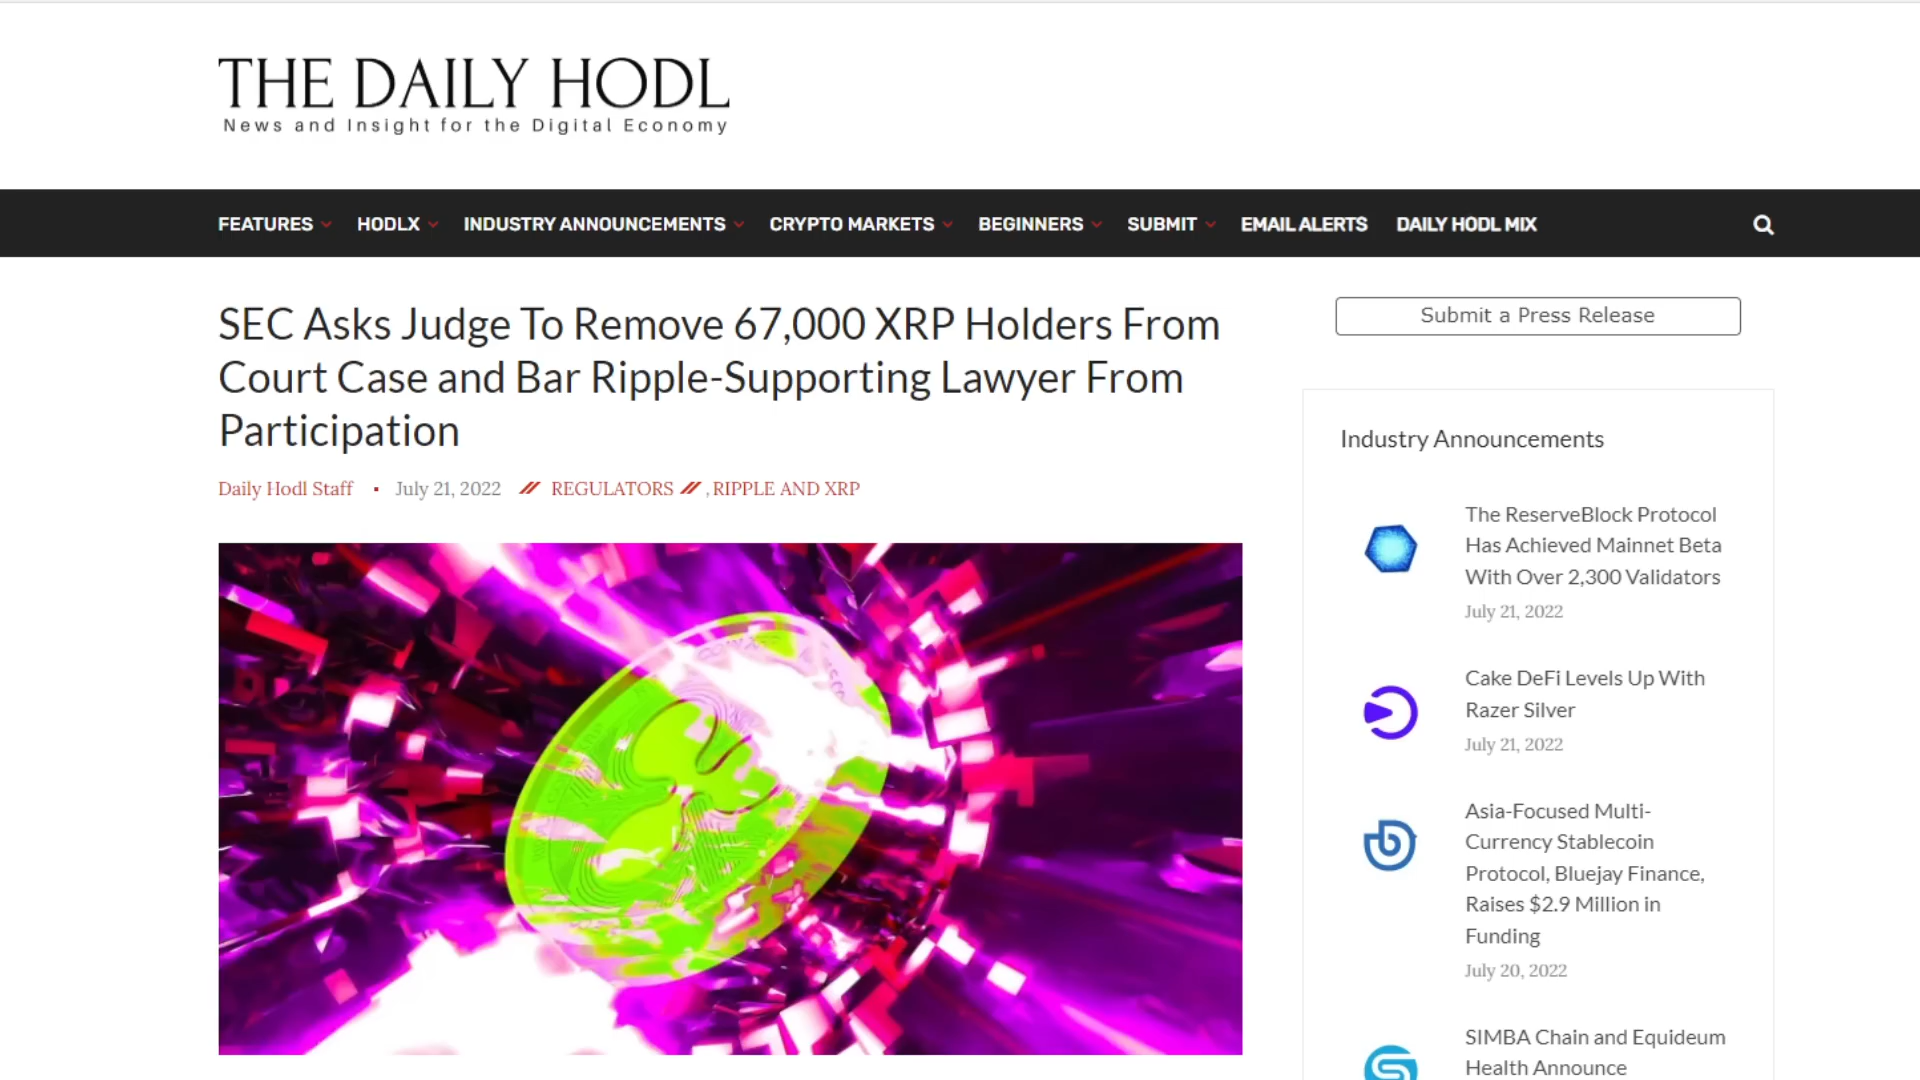 THE DAILY HODL
News and Insight for the Digital Economy
FEATURES HODLX INDUSTRY ANNOUNCEMENTS CRYPTO MARKETS BEGINNERS SUBMIT EMAIL ALERTS DAILY HODL MIX
SEC Asks Judge To Remove 67,000 XRP Holders From
Court Case and Bar Ripple-Supporting Lawyer From
Participation
Daily Hodl Staff • July 21, 2022 // REGULATORS // , RIPPLE AND XRP
Submit a Press Release
Industry Announcements
The ReserveBlock Protocol
Has Achieved Mainnet Beta
With Over 2,300 Validators
July 21, 2022
Cake DeFi Levels Up With
Razer Silver
July 21, 2022
Asia-Focused Multi-
Currency Stablecoin
Protocol, Bluejay Finance,
Raises $2.9 Million in
Funding
July 20, 2022
SIMBA Chain and Equideum
Health Announce